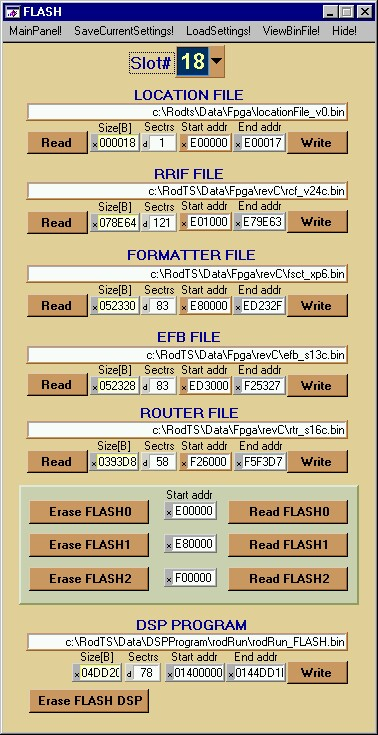 FLASH
MainPanel! SaveCurrentSettings! LoadSettings! ViewBinFile! Hide!
Slot# 18
LOCATION FILE
c:\Rodts\Data\Fpga\locationFile_v0.bin
Size[B] Sectrs Start addr End addr
Read x 000018 d 1 x E00000 x E00017 Write
RRIF FILE
c:\RodTS\Data\Fpga\revC\rcf_v24c.bin
Size[B] Sectrs Start addr End addr
Read x 078E64 d 121 x E01000 x E79E63 Write
FORMATTER FILE
c:\RodTS\Data\Fpga\revC\fsct_xp6.bin
Size[B] Sectrs Start addr End addr
Read x 052330 d 83 x E80000 x ED232F Write
EFB FILE
c:\RodTS\Data\Fpga\revC\efb_s13c.bin
Size[B] Sectrs Start addr End addr
Read x 052328 d 83 x ED3000 x F25327 Write
ROUTER FILE
c:\RodTS\Data\Fpga\revC\rtr_s16c.bin
Size[B] Sectrs Start addr End addr
Read x 0393D8 d 58 x F26000 x F5F3D7 Write
Start addr
Erase FLASH0 x E00000 Read FLASH0
Erase FLASH1 x E80000 Read FLASH1
Erase FLASH2 x F00000 Read FLASH2
DSP PROGRAM
c:\RodTS\Data\DSPProgram\rodRun\rodRun_FLASH.bin
Size[B] Sectrs Start addr End addr
x 04DD20 d 78 x 01400000 x 0144DD1 Write
Erase FLASH DSP